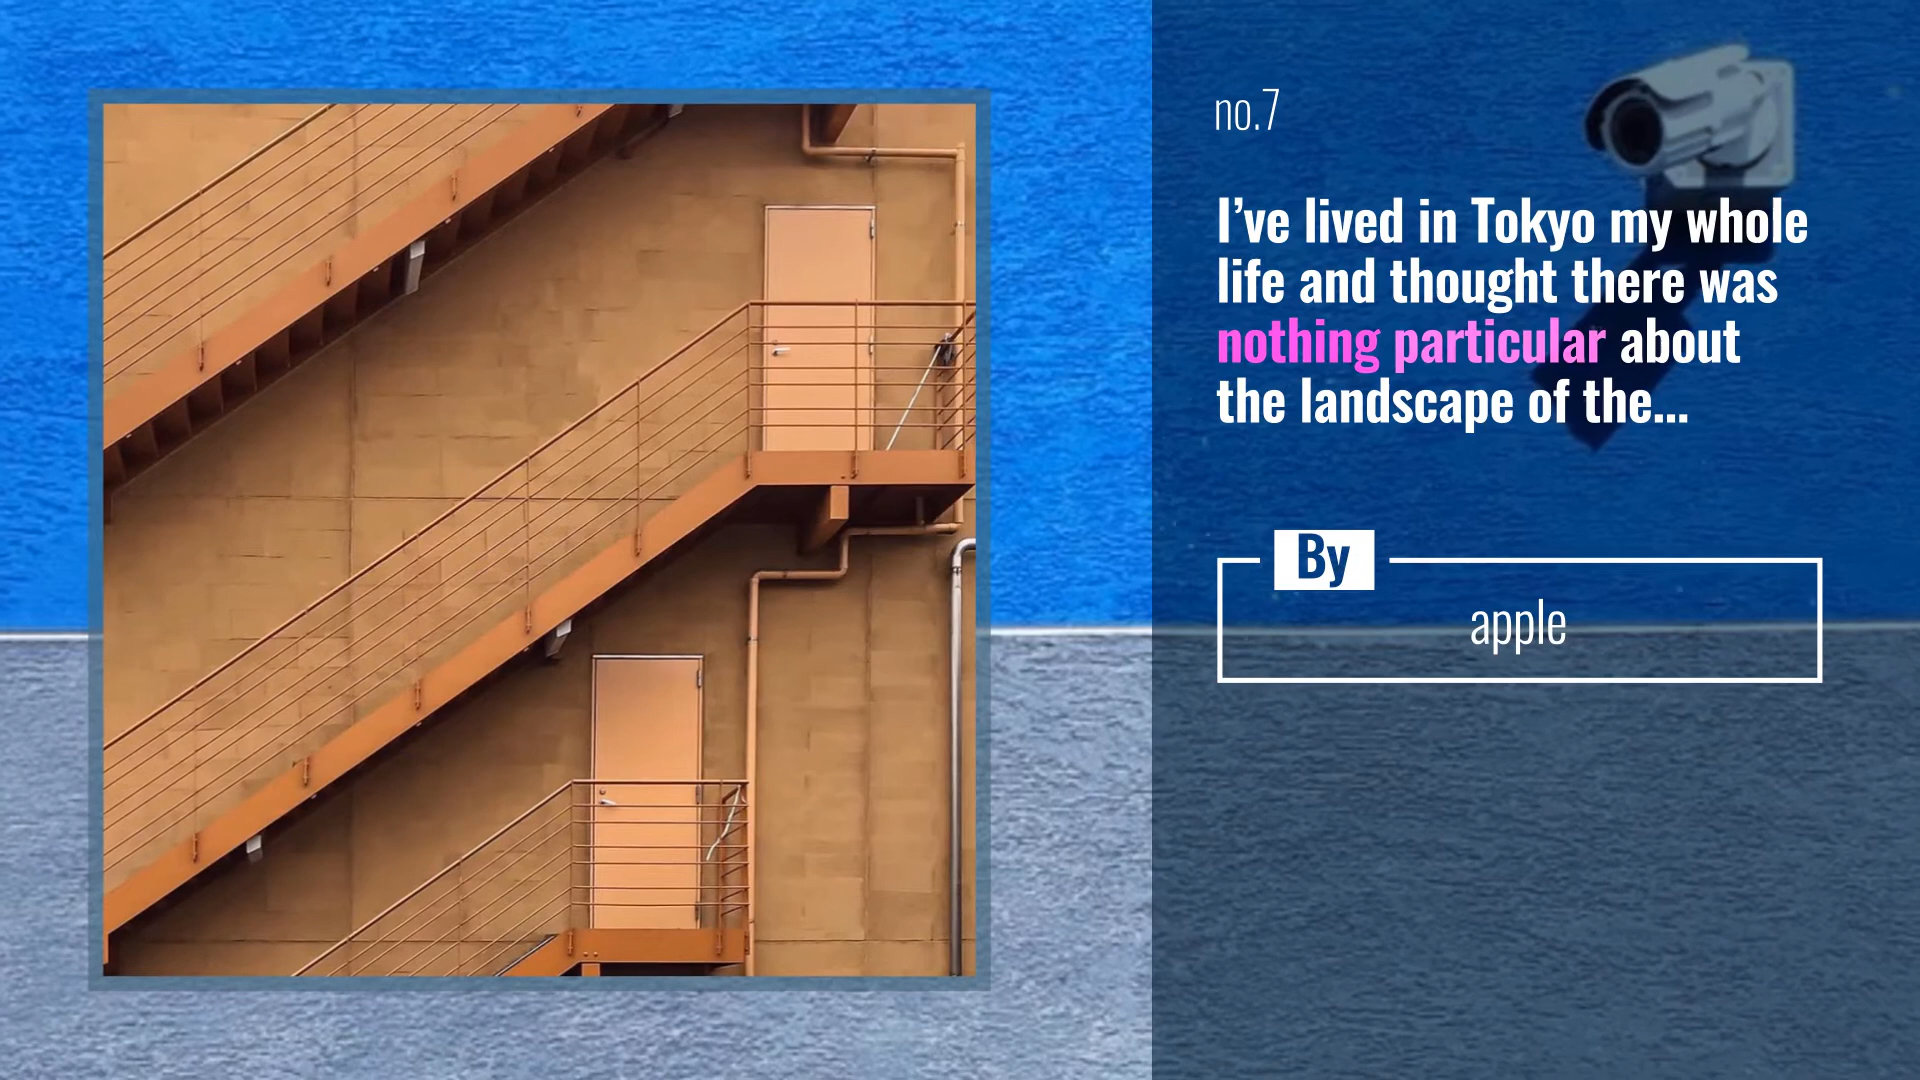 no.7
I’ve lived in Tokyo my whole
life and thought there was
nothing particular about
the landscape of the...
By
apple